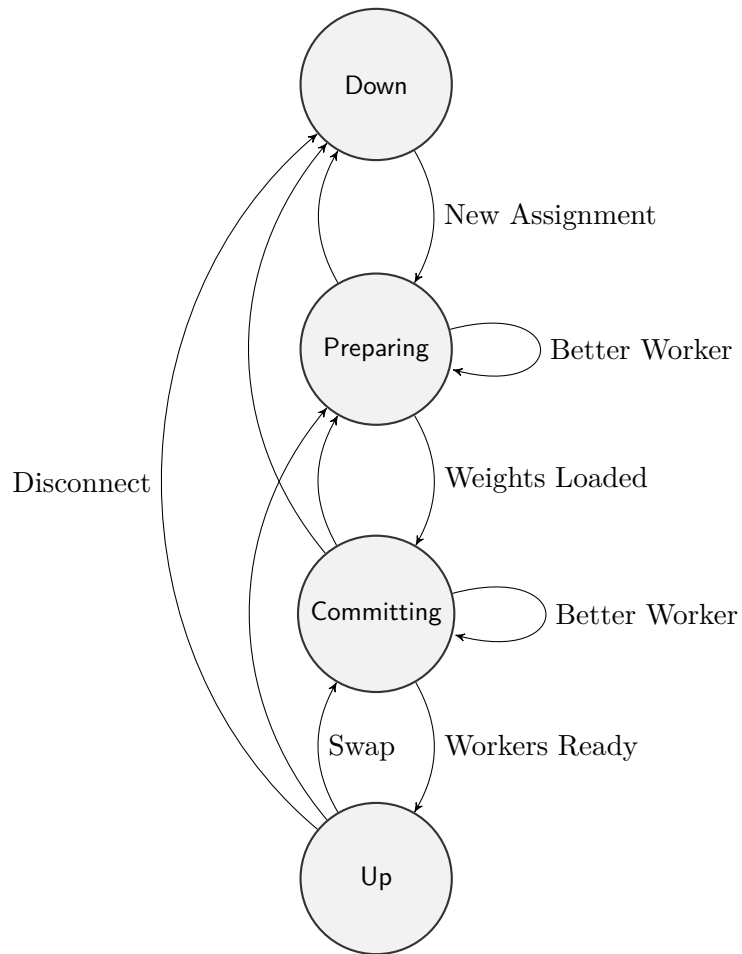 Down
New Assignment
Preparing
Better Worker
Disconnect
Weights Loaded
Committing
Better Worker
Swap
Workers Ready
Up